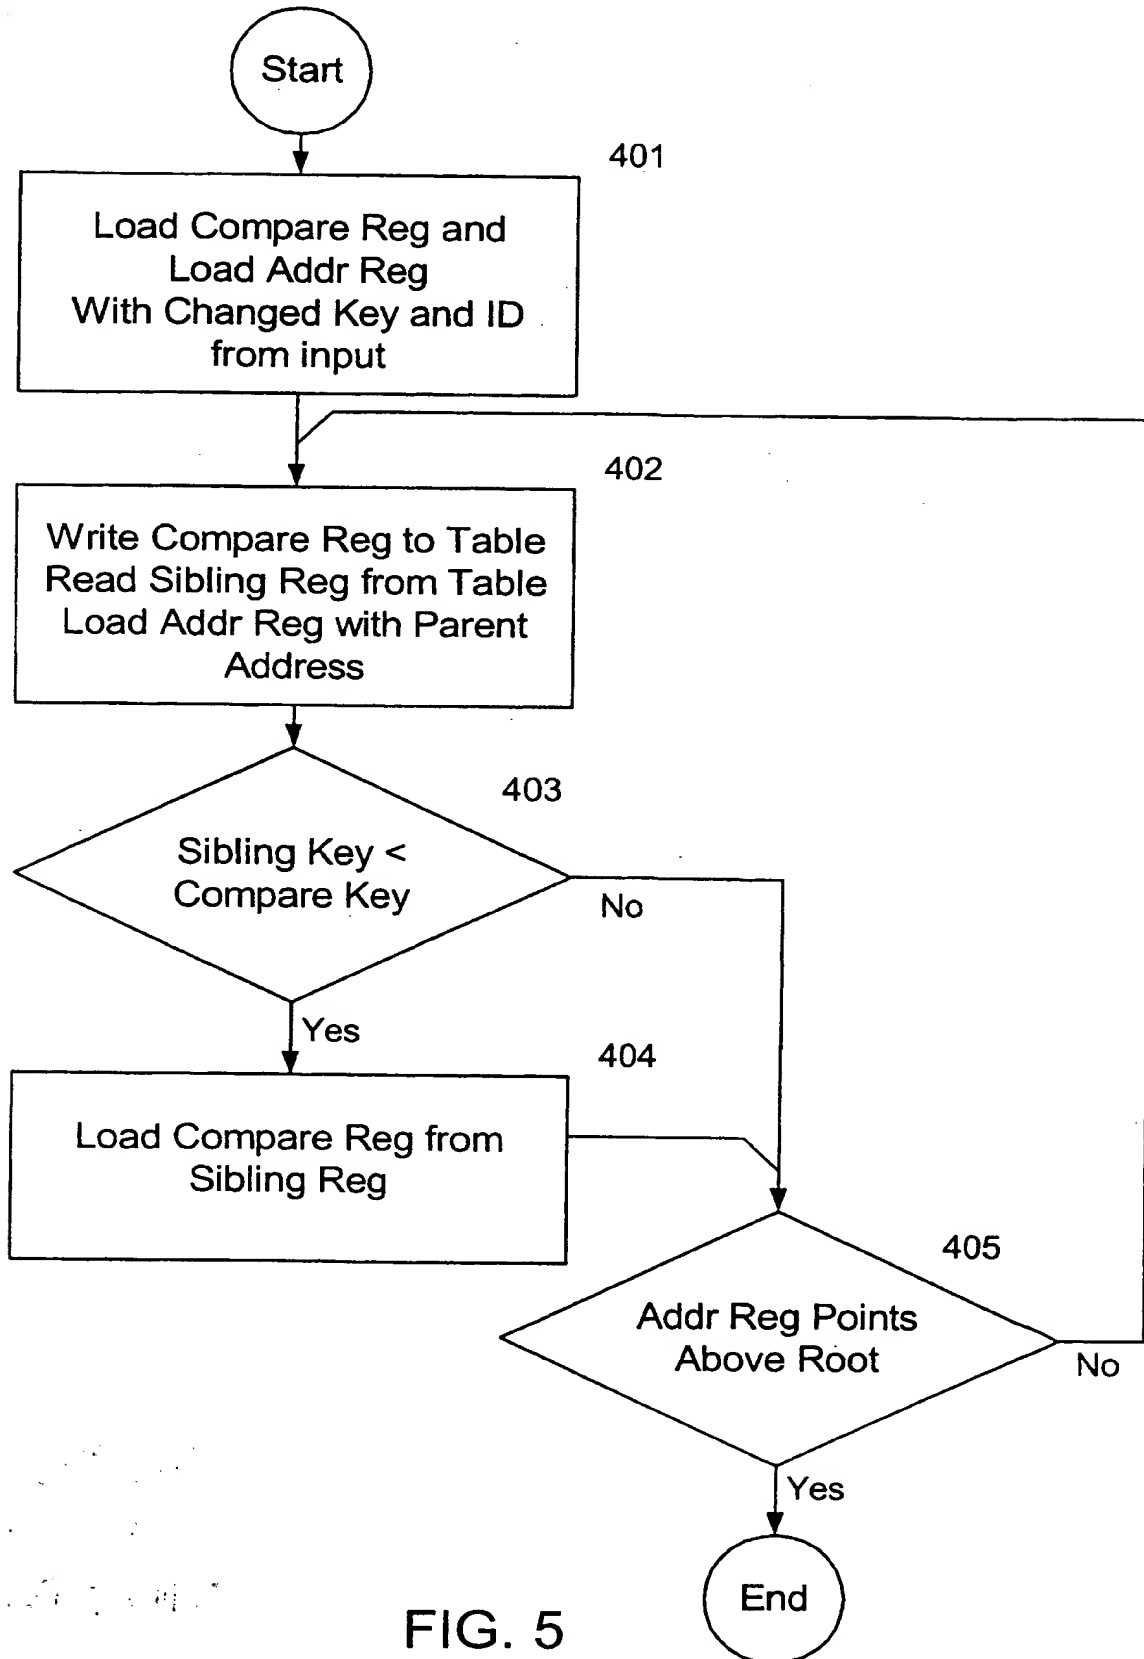 Start
401
Load Compare Reg and
Load Addr Reg
With Changed Key and ID
from input
402
Write Compare Reg to Table
Read Sibling Reg from Table
Load Addr Reg with Parent
Address
403
Sibling Key <
Compare Key
No
Yes
404
Load Compare Reg from
Sibling Reg
405
Addr Reg Points
Above Root
No
Yes
End
FIG. 5